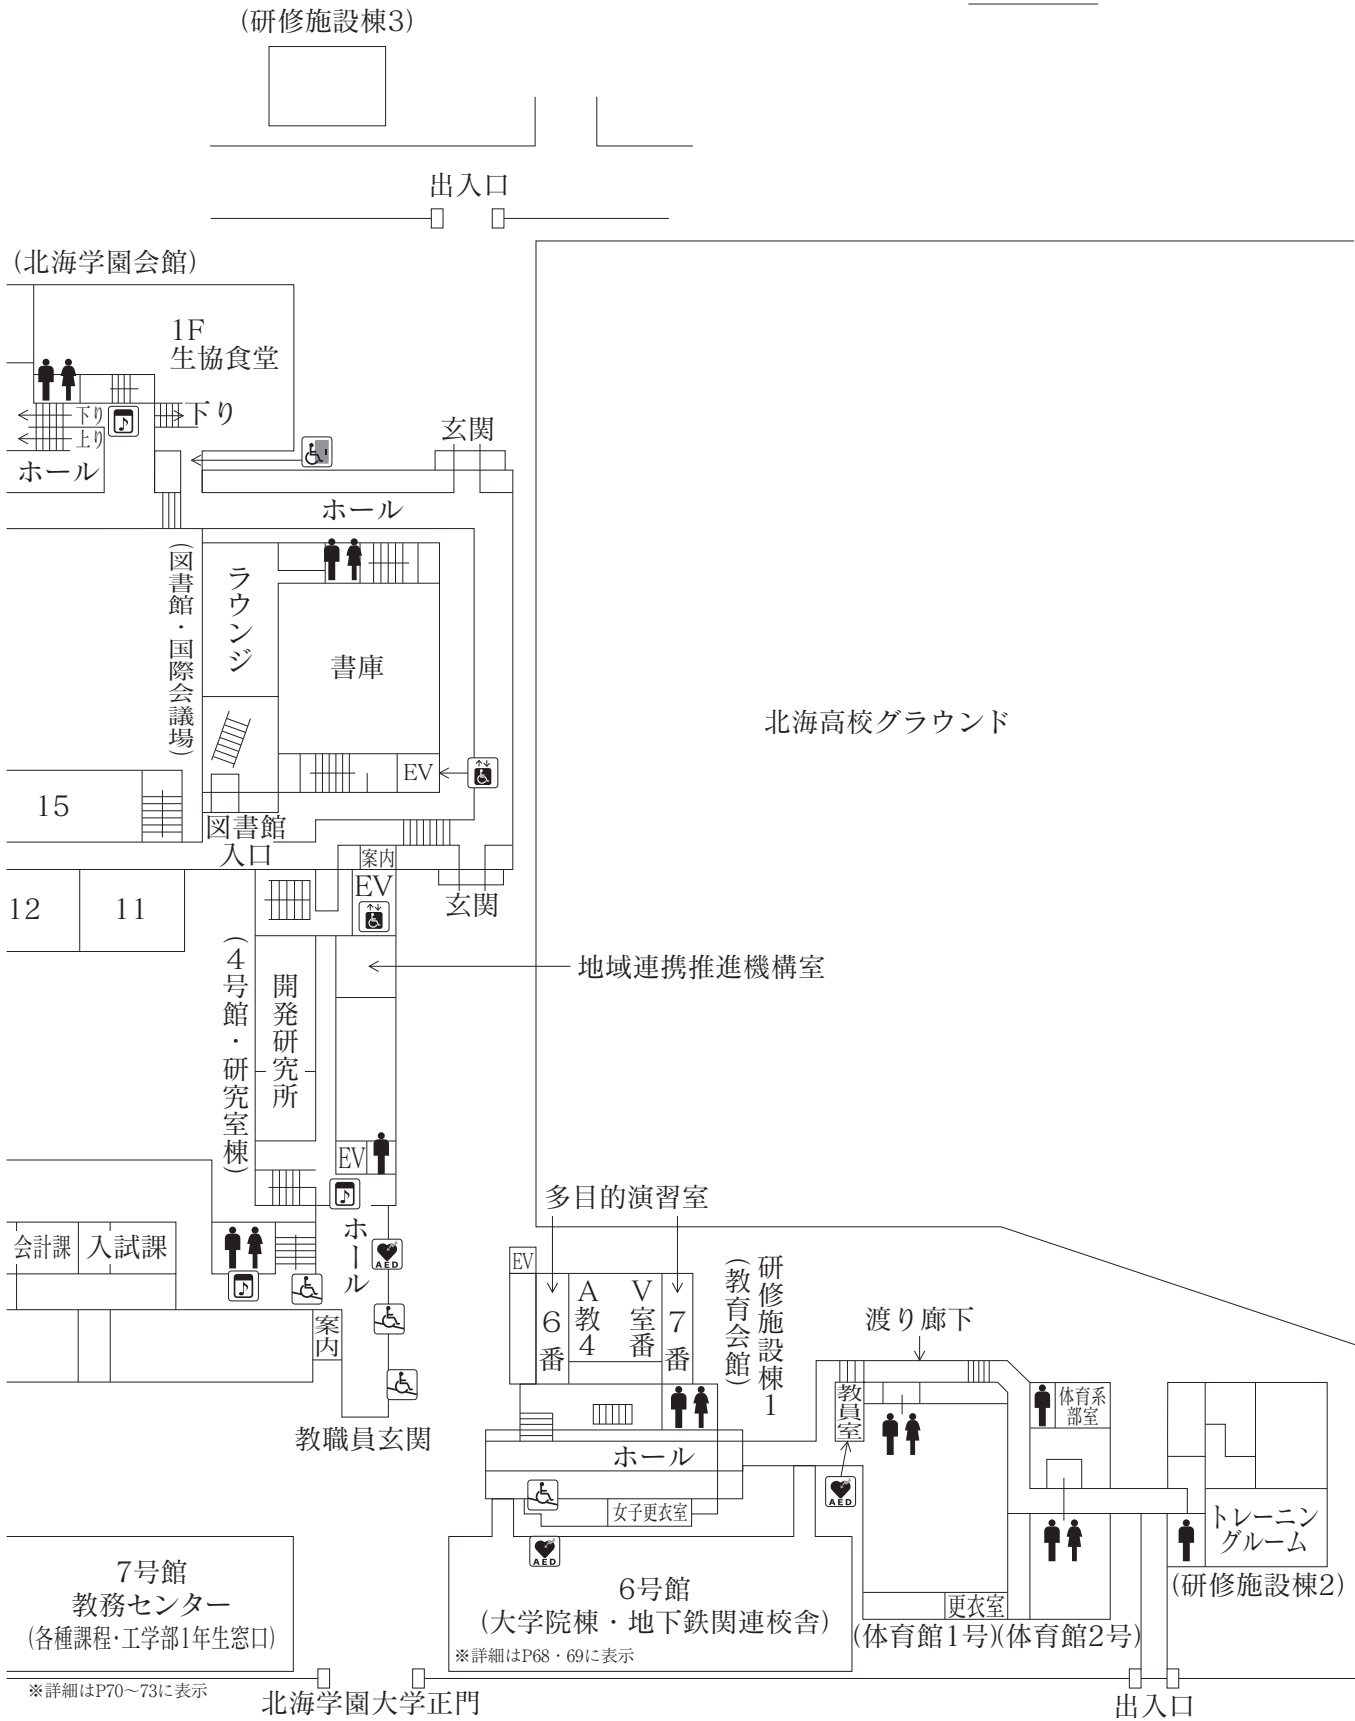 (研修施設棟3)
出入口
(北海学園会館)
1F
生協食堂
下り
下り
上り
ホール
玄関
ホール
(図書館・国際会議場)
ラウンジ
書庫
北海高校グラウンド
EV
15
図書館
入口
案内
EV
玄関
12
11
(4号館・研究室棟)
開発研究所
地域連携推進機構室
EV
多目的演習室
会計課
入試課
ホール
AED
EV
6番
A教4
V室番
7番
研修施設棟1
(教育会館)
案内
渡り廊下
教員室
体育系
部室
教職員玄関
ホール
AED
女子更衣室
トレーニン
グルーム
AED
7号館
教務センター
(各種課程・工学部1年生窓口)
6号館
(大学院棟・地下鉄関連校舎)
※詳細はP68・69に表示
更衣室
(体育館1号)
(体育館2号)
(研修施設棟2)
※詳細はP70〜73に表示
北海学園大学正門
出入口